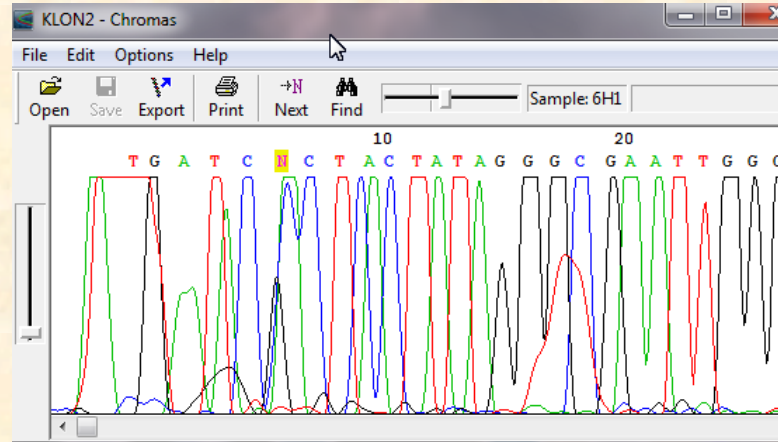 KLON2 - Chromas
File Edit Options Help
→N
Open Save Export Print Next Find Sample: 6H1
10 20
T G A T C N C T A C T A T A G G G C G A A T T G G G